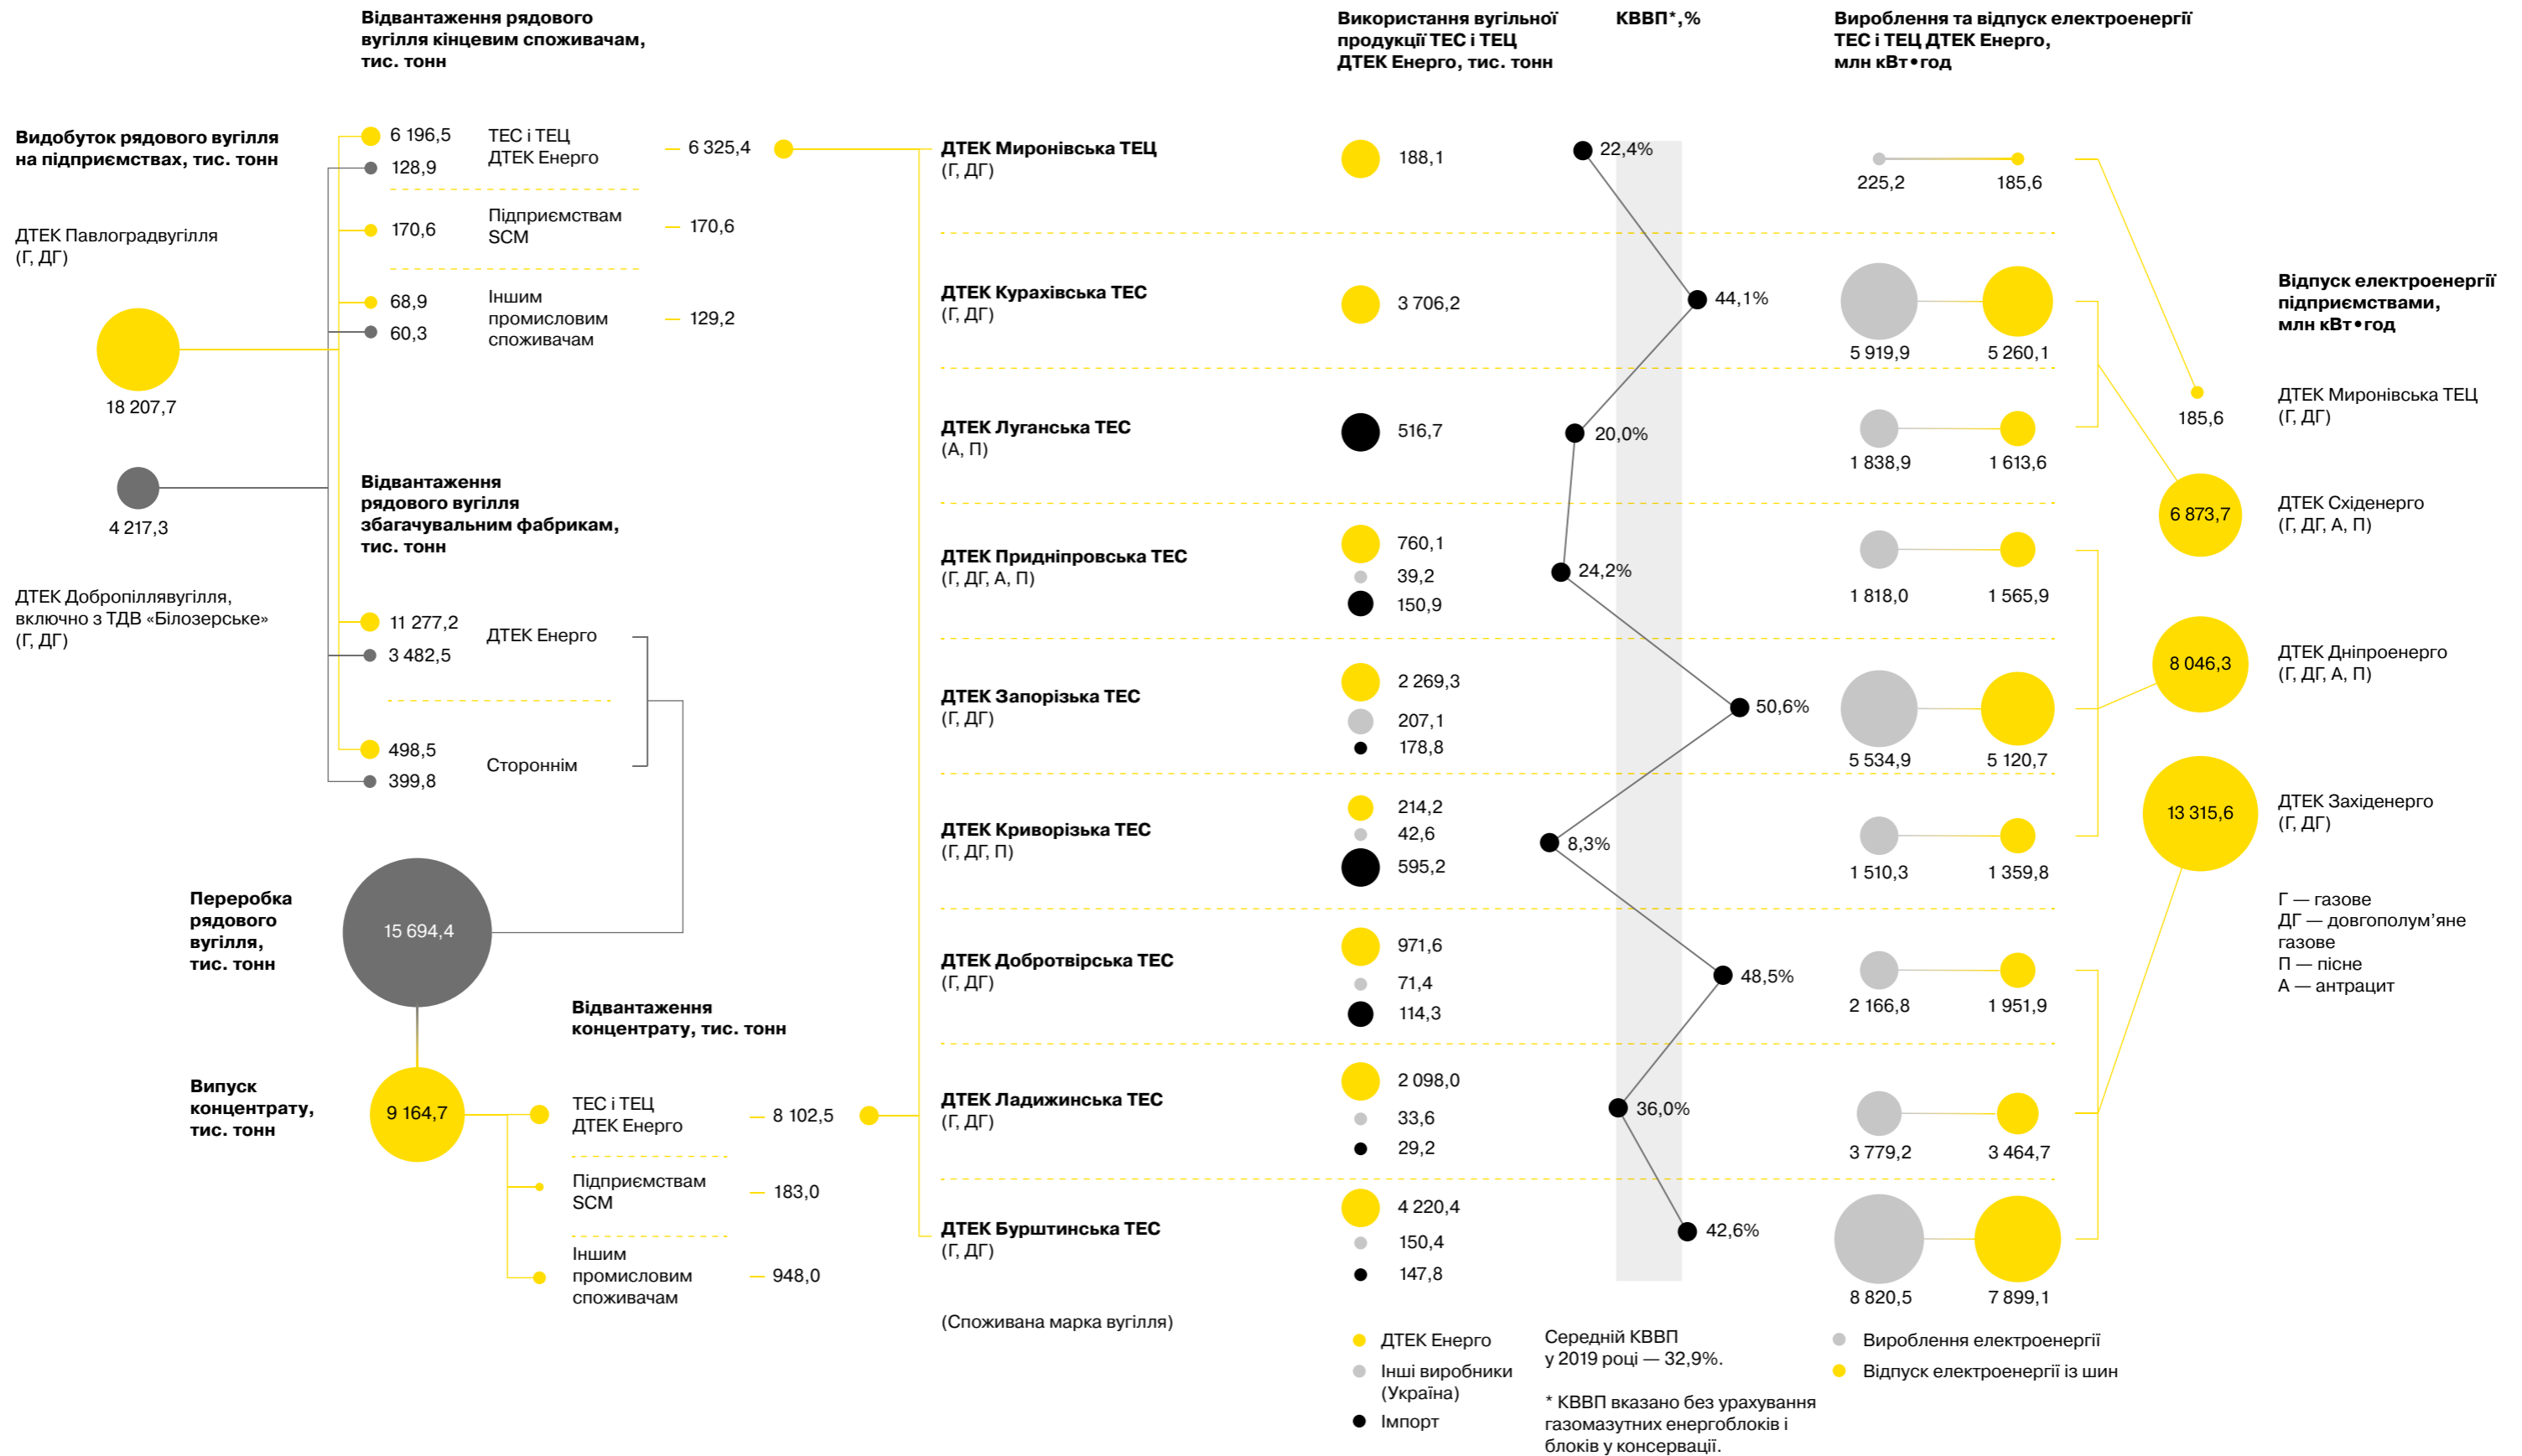 Відвантаження рядового
вугілля кінцевим споживачам,
тис. тонн
Використання вугільної
продукції ТЕС і ТЕЦ
ДТЕК Енерго, тис. тонн
КВВП*,%
Вироблення та відпуск електроенергії
ТЕС і ТЕЦ ДТЕК Енерго,
млн кВт•год
Видобуток рядового вугілля
на підприємствах, тис. тонн
ДТЕК Павлоградвугілля
(Г, ДГ)
18 207,7
4 217,3
ДТЕК Добропіллявугілля,
включно з ТДВ «Білозерське»
(Г, ДГ)
6 196,5
128,9
ТЕС і ТЕЦ
ДТЕК Енерго
6 325,4
170,6
Підприємствам
SCM
170,6
68,9
60,3
Іншим
промисловим
споживачам
129,2
Відвантаження
рядового вугілля
збагачувальним фабрикам,
тис. тонн
11 277,2
3 482,5
ДТЕК Енерго
498,5
399,8
Стороннім
Переробка
рядового
вугілля,
тис. тонн
15 694,4
Випуск
концентрату,
тис. тонн
9 164,7
Відвантаження
концентрату, тис. тонн
ТЕС і ТЕЦ
ДТЕК Енерго
8 102,5
Підприємствам
SCM
183,0
Іншим
промисловим
споживачам
948,0
ДТЕК Миронівська ТЕЦ
(Г, ДГ)
188,1
22,4%
225,2
185,6
ДТЕК Курахівська ТЕС
(Г, ДГ)
3 706,2
44,1%
5 919,9
5 260,1
ДТЕК Луганська ТЕС
(А, П)
516,7
20,0%
1 838,9
1 613,6
ДТЕК Придніпровська ТЕС
(Г, ДГ, А, П)
760,1
39,2
150,9
24,2%
1 818,0
1 565,9
ДТЕК Запорізька ТЕС
(Г, ДГ)
2 269,3
207,1
178,8
50,6%
5 534,9
5 120,7
ДТЕК Криворізька ТЕС
(Г, ДГ, П)
214,2
42,6
595,2
8,3%
1 510,3
1 359,8
ДТЕК Добротвірська ТЕС
(Г, ДГ)
971,6
71,4
114,3
48,5%
2 166,8
1 951,9
ДТЕК Ладижинська ТЕС
(Г, ДГ)
2 098,0
33,6
29,2
36,0%
3 779,2
3 464,7
ДТЕК Бурштинська ТЕС
(Г, ДГ)
4 220,4
150,4
147,8
42,6%
8 820,5
7 899,1
(Споживана марка вугілля)
ДТЕК Енерго
Інші виробники
(Україна)
Імпорт
Середній КВВП
у 2019 році — 32,9%.
* КВВП вказано без урахування
газомазутних енергоблоків і
блоків у консервації.
Вироблення електроенергії
Відпуск електроенергії із шин
Відпуск електроенергії
підприємствами,
млн кВт•год
185,6
ДТЕК Миронівська ТЕЦ
(Г, ДГ)
6 873,7
ДТЕК Східенерго
(Г, ДГ, А, П)
8 046,3
ДТЕК Дніпроенерго
(Г, ДГ, А, П)
13 315,6
ДТЕК Західенерго
(Г, ДГ)
Г — газове
ДГ — довгополум’яне
газове
П — пісне
А — антрацит